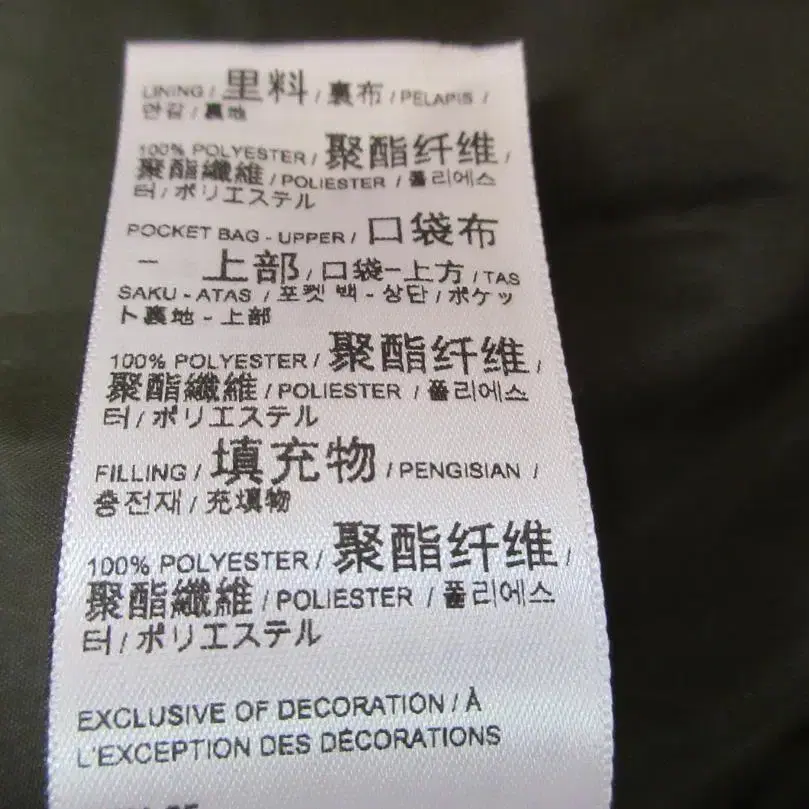 LINING / 里料 / 裏布 / PELAPIS /
안감 / 裏地
100% POLYESTER / 聚酯纤维 /
聚酯纖維 / POLIESTER / 폴리에스
터 / ポリエステル
POCKET BAG - UPPER / 口袋布
- 上部 / 口袋-上方 / TAS
SAKU - ATAS / 포켓 백 - 상단 / ポケッ
ト裏地 - 上部
100% POLYESTER / 聚酯纤维 /
聚酯纖維 / POLIESTER / 폴리에스
터 / ポリエステル
FILLING / 填充物 / PENGISIAN /
충전재 / 充填物
100% POLYESTER / 聚酯纤维 /
聚酯纖維 / POLIESTER / 폴리에스
터 / ポリエステル
EXCLUSIVE OF DECORATION / À
L'EXCEPTION DES DÉCORATIONS